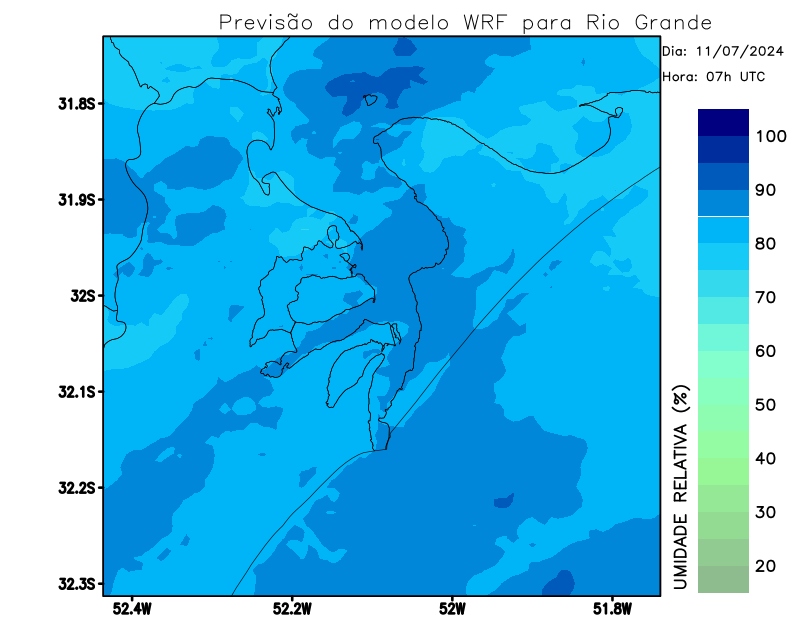 Previsão do modelo WRF para Rio Grande
Dia: 11/07/2024
Hora: 07h UTC
31.8S
31.9S
32S
32.1S
32.2S
32.3S
52.4W
52.2W
52W
51.8W
100
90
80
70
60
50
40
30
20
UMIDADE RELATIVA (%)